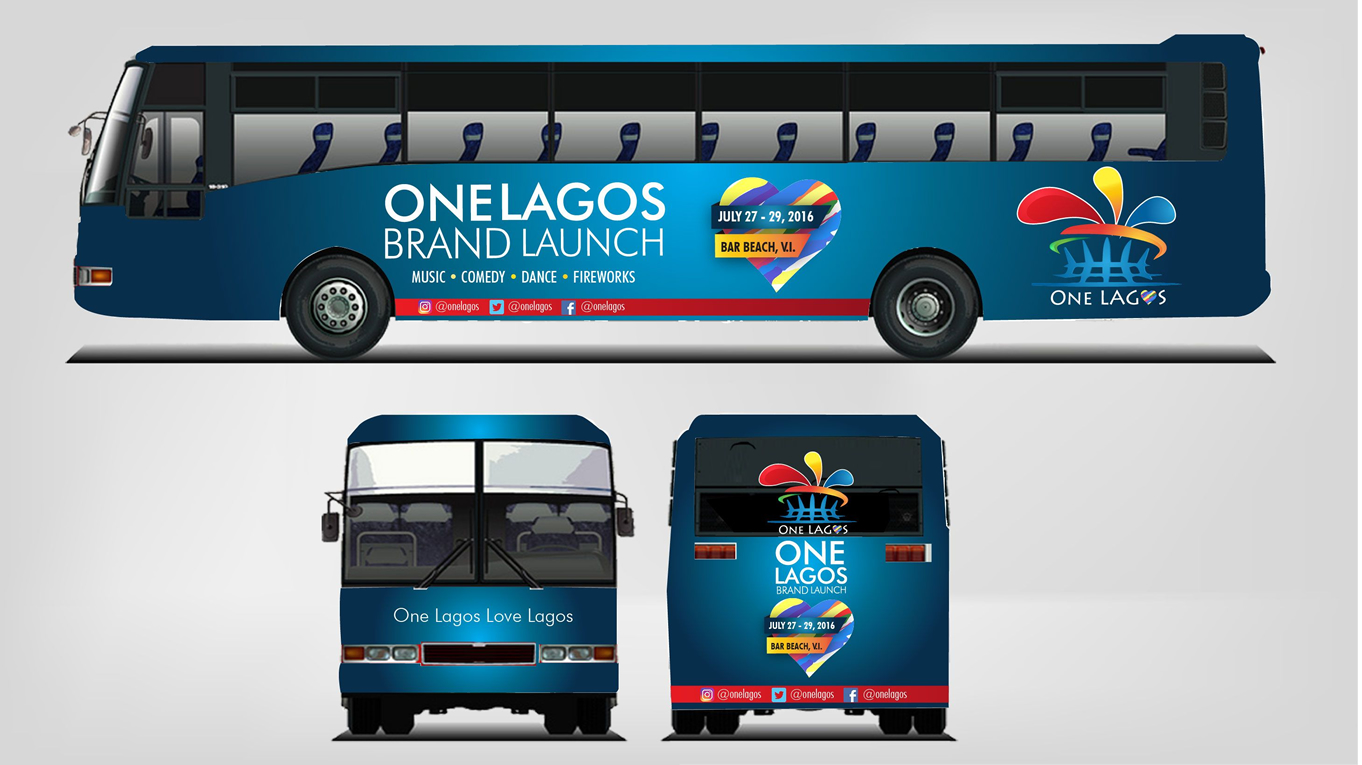 ONE LAGOS
BRAND LAUNCH
MUSIC • COMEDY • DANCE • FIREWORKS
@onelagos @onelagos @onelagos
JULY 27 - 29, 2016
BAR BEACH, V.I.
ONE LAGOS
One Lagos Love Lagos
ONE LAGOS
ONE
LAGOS
BRAND LAUNCH
JULY 27 - 29, 2016
BAR BEACH, V.I.
@onelagos @onelagos @onelagos